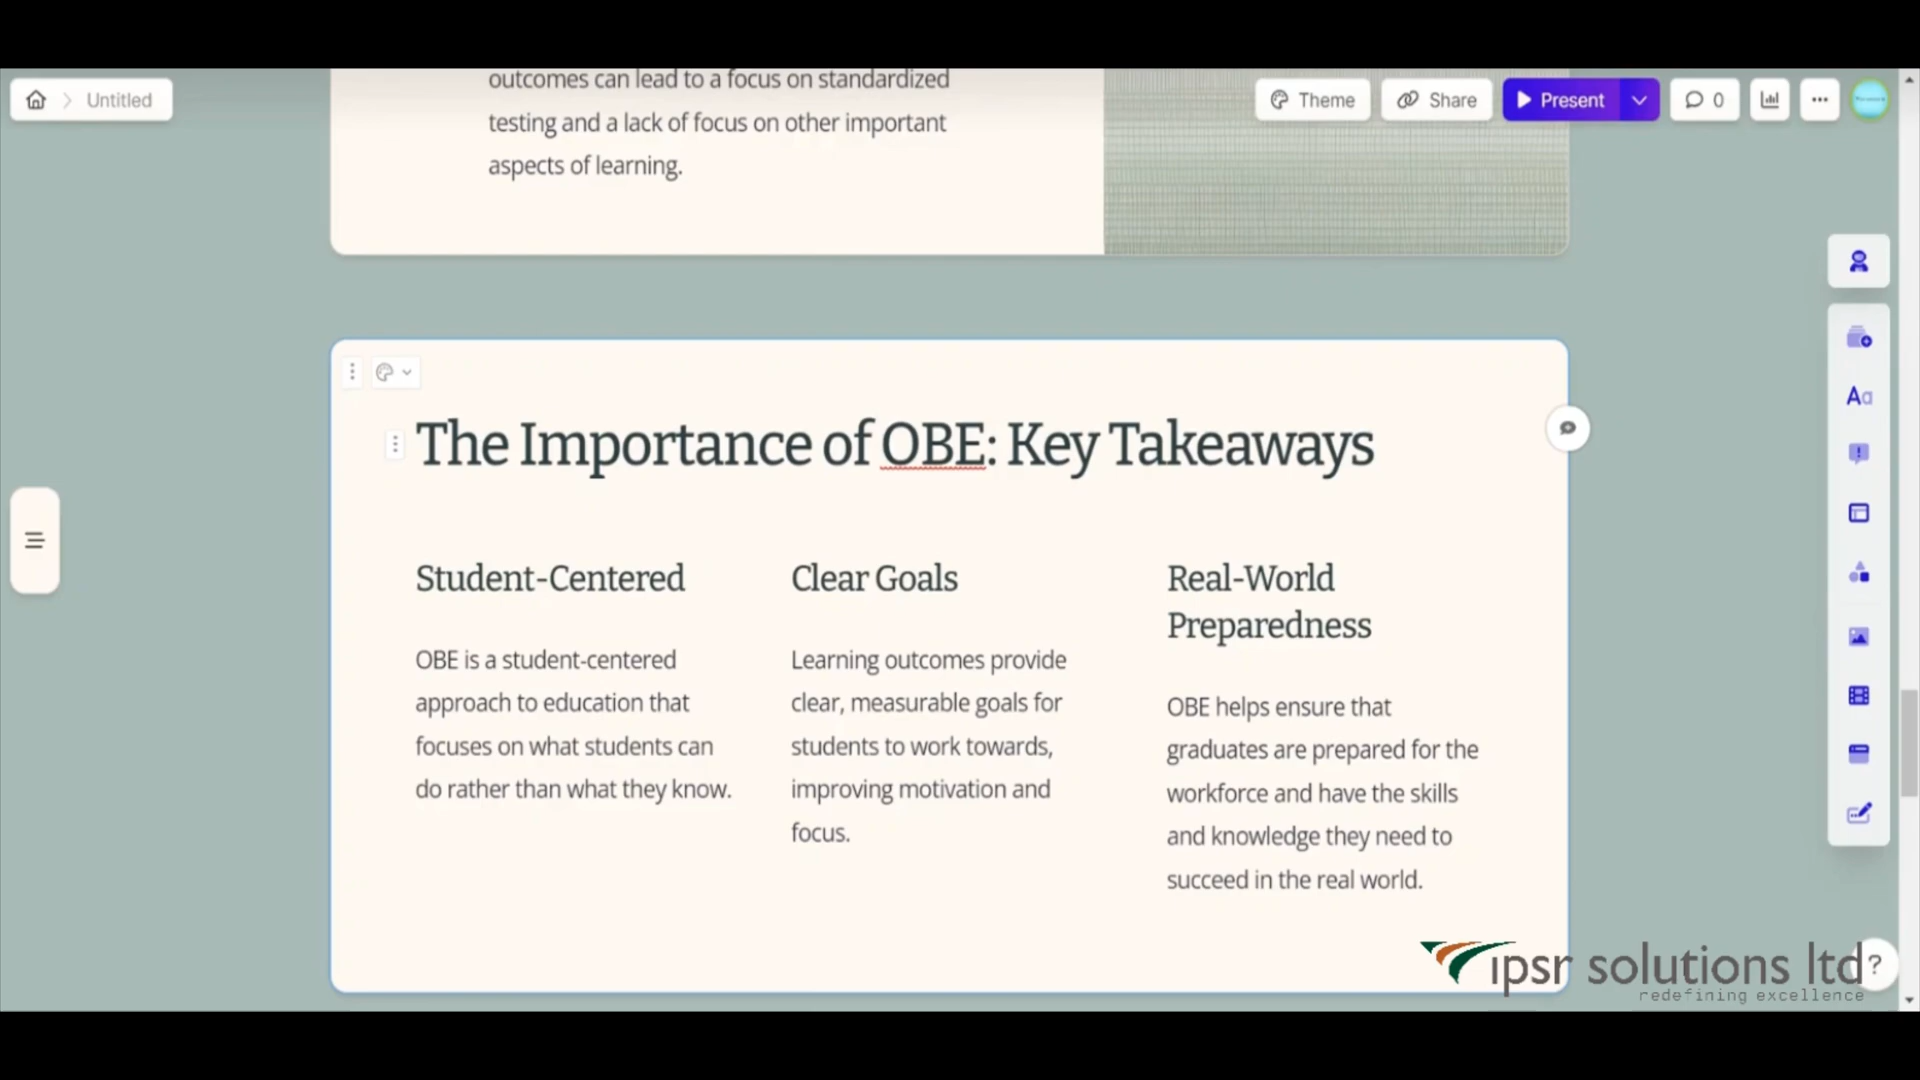 outcomes can lead to a focus on standardized
testing and a lack of focus on other important
aspects of learning.
Untitled
Theme
Share
Present
0
The Importance of OBE: Key Takeaways
Student-Centered
OBE is a student-centered
approach to education that
focuses on what students can
do rather than what they know.
Clear Goals
Learning outcomes provide
clear, measurable goals for
students to work towards,
improving motivation and
focus.
Real-World
Preparedness
OBE helps ensure that
graduates are prepared for the
workforce and have the skills
and knowledge they need to
succeed in the real world.
Aa
ipsr solutions ltd
redefining excellence
?